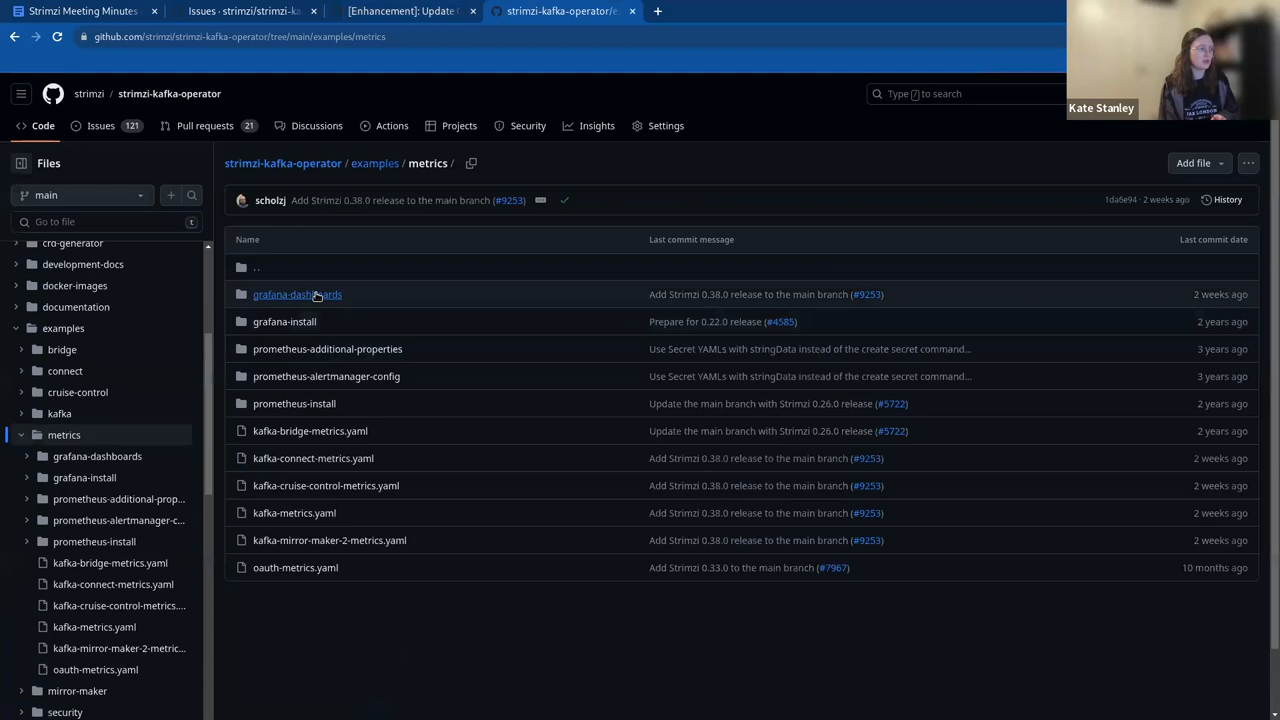 Strimzi Meeting Minutes
Issues · strimzi/strimzi-ka
[Enhancement]: Update
strimzi-kafka-operator/e
github.com/strimzi/strimzi-kafka-operator/tree/main/examples/metrics
Kate Stanley
strimzi / strimzi-kafka-operator
Type / to search
Code
Issues 121
Pull requests 21
Discussions
Actions
Projects
Security
Insights
Settings
Files
main
Go to file
t
crd-generator
development-docs
docker-images
documentation
examples
bridge
connect
cruise-control
kafka
metrics
grafana-dashboards
grafana-install
prometheus-additional-prop...
prometheus-alertmanager-c...
prometheus-install
kafka-bridge-metrics.yaml
kafka-connect-metrics.yaml
kafka-cruise-control-metrics....
kafka-metrics.yaml
kafka-mirror-maker-2-metric...
oauth-metrics.yaml
mirror-maker
security
strimzi-kafka-operator / examples / metrics /
Add file
scholzj Add Strimzi 0.38.0 release to the main branch (#9253)
1da6e94 · 2 weeks ago
History
Name Last commit message Last commit date
..
grafana-dashboards Add Strimzi 0.38.0 release to the main branch (#9253) 2 weeks ago
grafana-install Prepare for 0.22.0 release (#4585) 2 years ago
prometheus-additional-properties Use Secret YAMLs with stringData instead of the create secret command... 3 years ago
prometheus-alertmanager-config Use Secret YAMLs with stringData instead of the create secret command... 3 years ago
prometheus-install Update the main branch with Strimzi 0.26.0 release (#5722) 2 years ago
kafka-bridge-metrics.yaml Update the main branch with Strimzi 0.26.0 release (#5722) 2 years ago
kafka-connect-metrics.yaml Add Strimzi 0.38.0 release to the main branch (#9253) 2 weeks ago
kafka-cruise-control-metrics.yaml Add Strimzi 0.38.0 release to the main branch (#9253) 2 weeks ago
kafka-metrics.yaml Add Strimzi 0.38.0 release to the main branch (#9253) 2 weeks ago
kafka-mirror-maker-2-metrics.yaml Add Strimzi 0.38.0 release to the main branch (#9253) 2 weeks ago
oauth-metrics.yaml Add Strimzi 0.33.0 to the main branch (#7967) 10 months ago